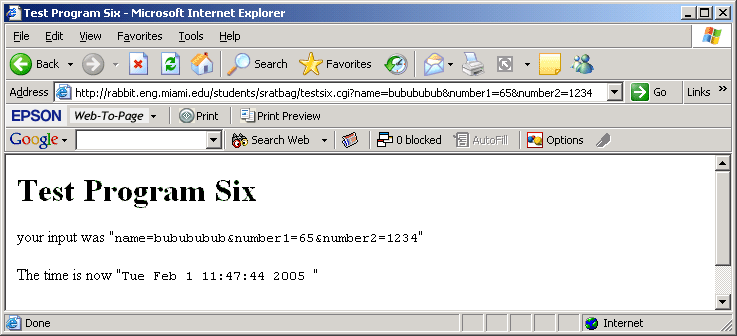 Test Program Six - Microsoft Internet Explorer
File Edit View Favorites Tools Help
Back Search Favorites
Address http://rabbit.eng.miami.edu/students/sratbag/testsix.cgi?name=bubububub&number1=65&number2=1234 Go Links »
EPSON Web-To-Page Print Print Preview
Google Search Web 0 blocked AutoFill Options
Test Program Six
your input was "name=bubububub&number1=65&number2=1234"
The time is now "Tue Feb 1 11:47:44 2005 "
Done Internet